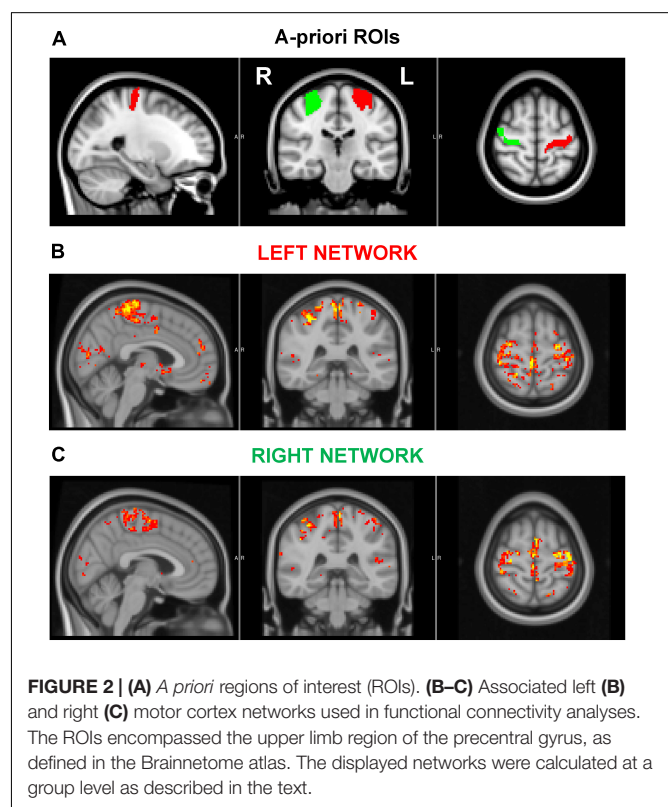 A A-priori ROIs
R L
A R L R
B LEFT NETWORK
A R L R
C RIGHT NETWORK
A R L R
FIGURE 2 | (A) A priori regions of interest (ROIs). (B–C) Associated left (B)
and right (C) motor cortex networks used in functional connectivity analyses.
The ROIs encompassed the upper limb region of the precentral gyrus, as
defined in the Brainnetome atlas. The displayed networks were calculated at a
group level as described in the text.